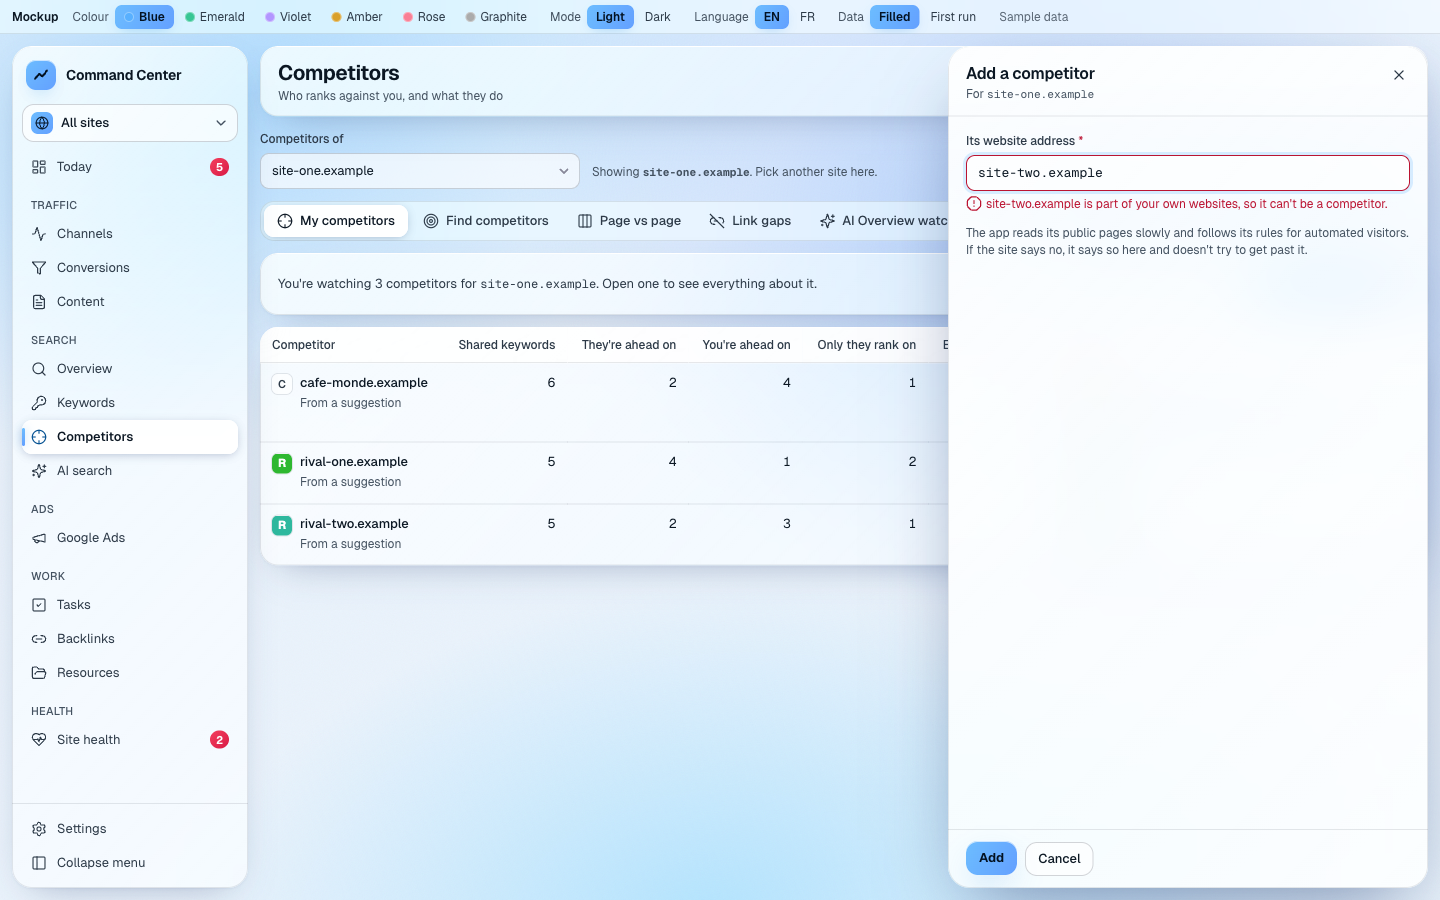 Mockup Colour Blue Emerald Violet Amber Rose Graphite Mode Light Dark Language EN FR Data Filled First run Sample data
Command Center
All sites
Today 5
TRAFFIC
Channels
Conversions
Content
SEARCH
Overview
Keywords
Competitors
AI search
ADS
Google Ads
WORK
Tasks
Backlinks
Resources
HEALTH
Site health 2
Settings
Collapse menu
Competitors
Who ranks against you, and what they do
Competitors of
site-one.example
Showing site-one.example. Pick another site here.
My competitors Find competitors Page vs page Link gaps AI Overview watc
You're watching 3 competitors for site-one.example. Open one to see everything about it.
Competitor Shared keywords They're ahead on You're ahead on Only they rank on
C cafe-monde.example 6 2 4 1
From a suggestion
R rival-one.example 5 4 1 2
From a suggestion
R rival-two.example 5 2 3 1
From a suggestion
Add a competitor
For site-one.example
Its website address *
site-two.example
site-two.example is part of your own websites, so it can't be a competitor.
The app reads its public pages slowly and follows its rules for automated visitors.
If the site says no, it says so here and doesn't try to get past it.
Add Cancel